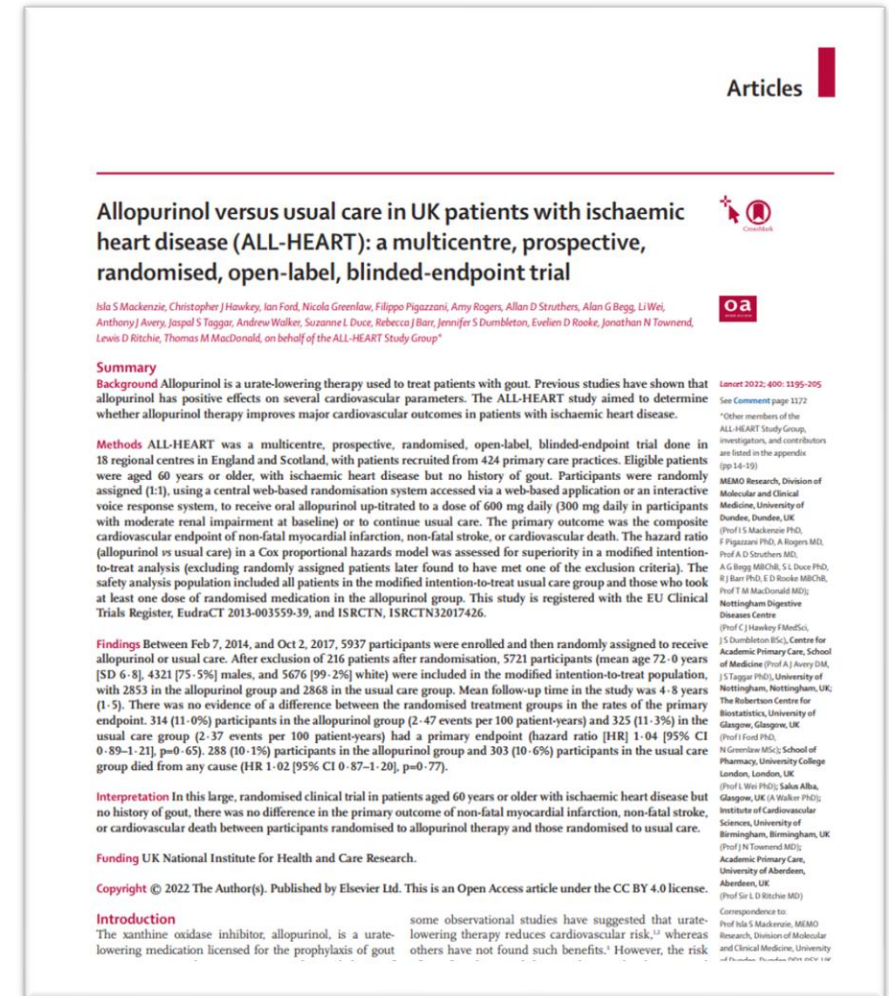 Articles
Allopurinol versus usual care in UK patients with ischaemic
heart disease (ALL-HEART): a multicentre, prospective,
randomised, open-label, blinded-endpoint trial
CrossMark
Isla S Mackenzie, Christopher J Hawkey, Ian Ford, Nicola Greenlaw, Filippo Pigazzani, Amy Rogers, Allan D Struthers, Alan G Begg, Li Wei,
Anthony J Avery, Jaspal S Taggar, Andrew Walker, Suzanne L Duce, Rebecca J Barr, Jennifer S Dumbleton, Evelien D Rooke, Jonathan N Townend,
Lewis D Ritchie, Thomas M MacDonald, on behalf of the ALL-HEART Study Group*
oa
Summary
Background Allopurinol is a urate-lowering therapy used to treat patients with gout. Previous studies have shown that
allopurinol has positive effects on several cardiovascular parameters. The ALL-HEART study aimed to determine
whether allopurinol therapy improves major cardiovascular outcomes in patients with ischaemic heart disease.
Methods ALL-HEART was a multicentre, prospective, randomised, open-label, blinded-endpoint trial done in
18 regional centres in England and Scotland, with patients recruited from 424 primary care practices. Eligible patients
were aged 60 years or older, with ischaemic heart disease but no history of gout. Participants were randomly
assigned (1:1), using a central web-based randomisation system accessed via a web-based application or an interactive
voice response system, to receive oral allopurinol up-titrated to a dose of 600 mg daily (300 mg daily in participants
with moderate renal impairment at baseline) or to continue usual care. The primary outcome was the composite
cardiovascular endpoint of non-fatal myocardial infarction, non-fatal stroke, or cardiovascular death. The hazard ratio
(allopurinol vs usual care) in a Cox proportional hazards model was assessed for superiority in a modified intention-
to-treat analysis (excluding randomly assigned patients later found to have met one of the exclusion criteria). The
safety analysis population included all patients in the modified intention-to-treat usual care group and those who took
at least one dose of randomised medication in the allopurinol group. This study is registered with the EU Clinical
Trials Register, EudraCT 2013-003559-39, and ISRCTN, ISRCTN32017426.
Findings Between Feb 7, 2014, and Oct 2, 2017, 5937 participants were enrolled and then randomly assigned to receive
allopurinol or usual care. After exclusion of 216 patients after randomisation, 5721 participants (mean age 72·0 years
[SD 6·8], 4321 [75·5%] males, and 5676 [99·2%] white) were included in the modified intention-to-treat population,
with 2853 in the allopurinol group and 2868 in the usual care group. Mean follow-up time in the study was 4·8 years
(1·5). There was no evidence of a difference between the randomised treatment groups in the rates of the primary
endpoint. 314 (11·0%) participants in the allopurinol group (2·47 events per 100 patient-years) and 325 (11·3%) in the
usual care group (2·37 events per 100 patient-years) had a primary endpoint (hazard ratio [HR] 1·04 [95% CI
0·89–1·21], p=0·65). 288 (10·1%) participants in the allopurinol group and 303 (10·6%) participants in the usual care
group died from any cause (HR 1·02 [95% CI 0·87–1·20], p=0·77).
Interpretation In this large, randomised clinical trial in patients aged 60 years or older with ischaemic heart disease but
no history of gout, there was no difference in the primary outcome of non-fatal myocardial infarction, non-fatal stroke,
or cardiovascular death between participants randomised to allopurinol therapy and those randomised to usual care.
Funding UK National Institute for Health and Care Research.
Copyright © 2022 The Author(s). Published by Elsevier Ltd. This is an Open Access article under the CC BY 4.0 license.
Introduction
The xanthine oxidase inhibitor, allopurinol, is a urate-
lowering medication licensed for the prophylaxis of gout
some observational studies have suggested that urate-
lowering therapy reduces cardiovascular risk,1,2 whereas
others have not found such benefits.3 However, the risk
Lancet 2022; 400: 1195–205
See Comment page 1172
*Other members of the
ALL-HEART Study Group,
investigators, and contributors
are listed in the appendix
(pp 14–19)
MEMO Research, Division of
Molecular and Clinical
Medicine, University of
Dundee, Dundee, UK
(Prof I S Mackenzie PhD,
F Pigazzani PhD, A Rogers MD,
Prof A D Struthers MD,
A G Begg MBChB, S L Duce PhD,
R J Barr PhD, E D Rooke MBChB,
Prof T M MacDonald MD);
Nottingham Digestive
Diseases Centre
(Prof C J Hawkey FMedSci,
J S Dumbleton BSc), Centre for
Academic Primary Care, School
of Medicine (Prof A J Avery DM,
J S Taggar PhD), University of
Nottingham, Nottingham, UK;
The Robertson Centre for
Biostatistics, University of
Glasgow, Glasgow, UK
(Prof I Ford PhD,
N Greenlaw MSc); School of
Pharmacy, University College
London, London, UK
(Prof L Wei PhD); Salus Alba,
Glasgow, UK (A Walker PhD);
Institute of Cardiovascular
Sciences, University of
Birmingham, Birmingham, UK
(Prof J N Townend MD);
Academic Primary Care,
University of Aberdeen,
Aberdeen, UK
(Prof Sir L D Ritchie MD)
Correspondence to:
Prof Isla S Mackenzie, MEMO
Research, Division of Molecular
and Clinical Medicine, University